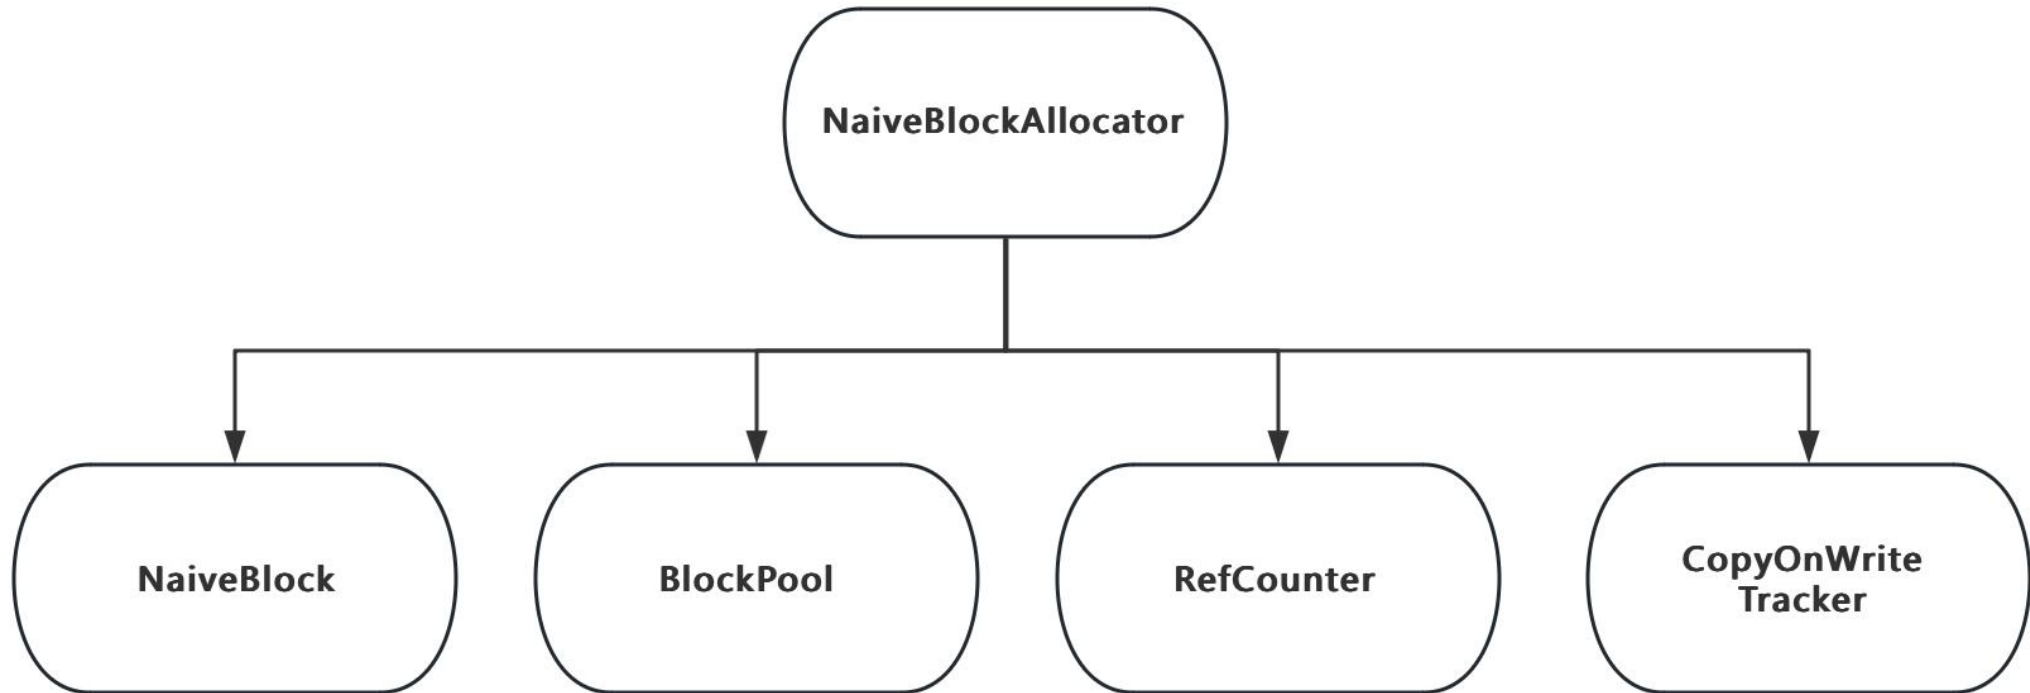 NaiveBlockAllocator
NaiveBlock
BlockPool
RefCounter
CopyOnWrite
Tracker